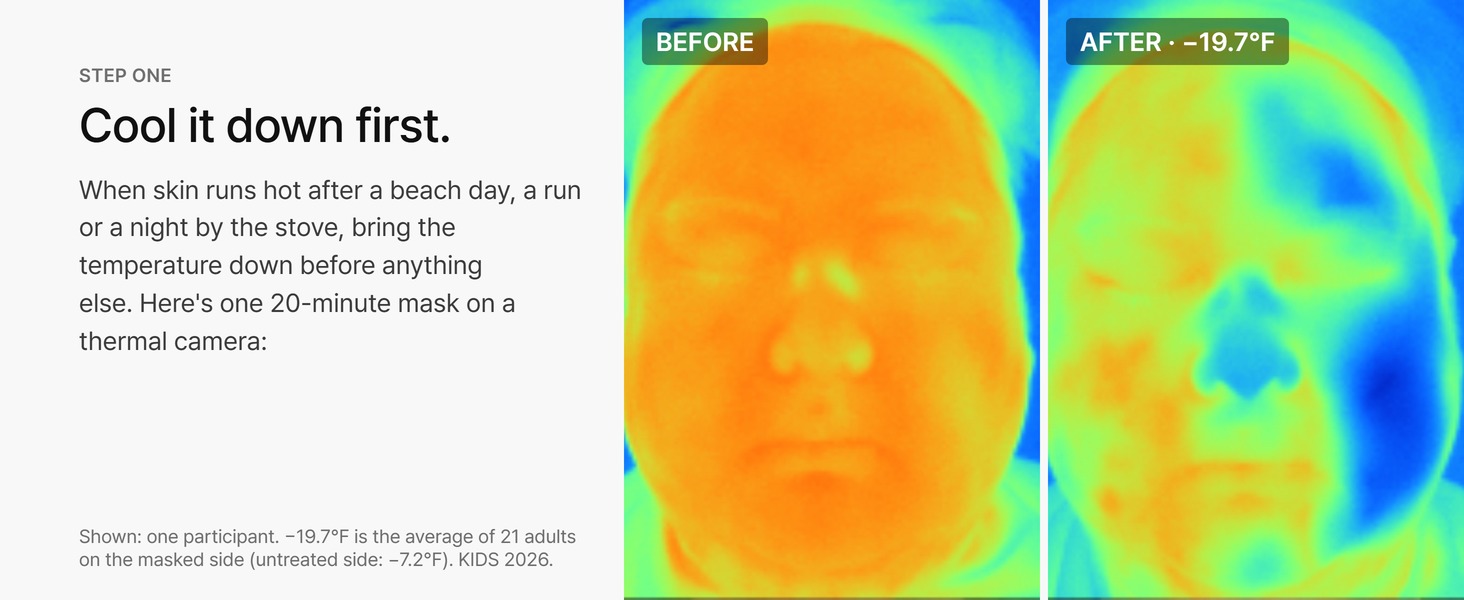 STEP ONE
Cool it down first.
When skin runs hot after a beach day, a run
or a night by the stove, bring the
temperature down before anything
else. Here's one 20-minute mask on a
thermal camera:
Shown: one participant. −19.7°F is the average of 21 adults
on the masked side (untreated side: −7.2°F). KIDS 2026.
BEFORE
AFTER · −19.7°F